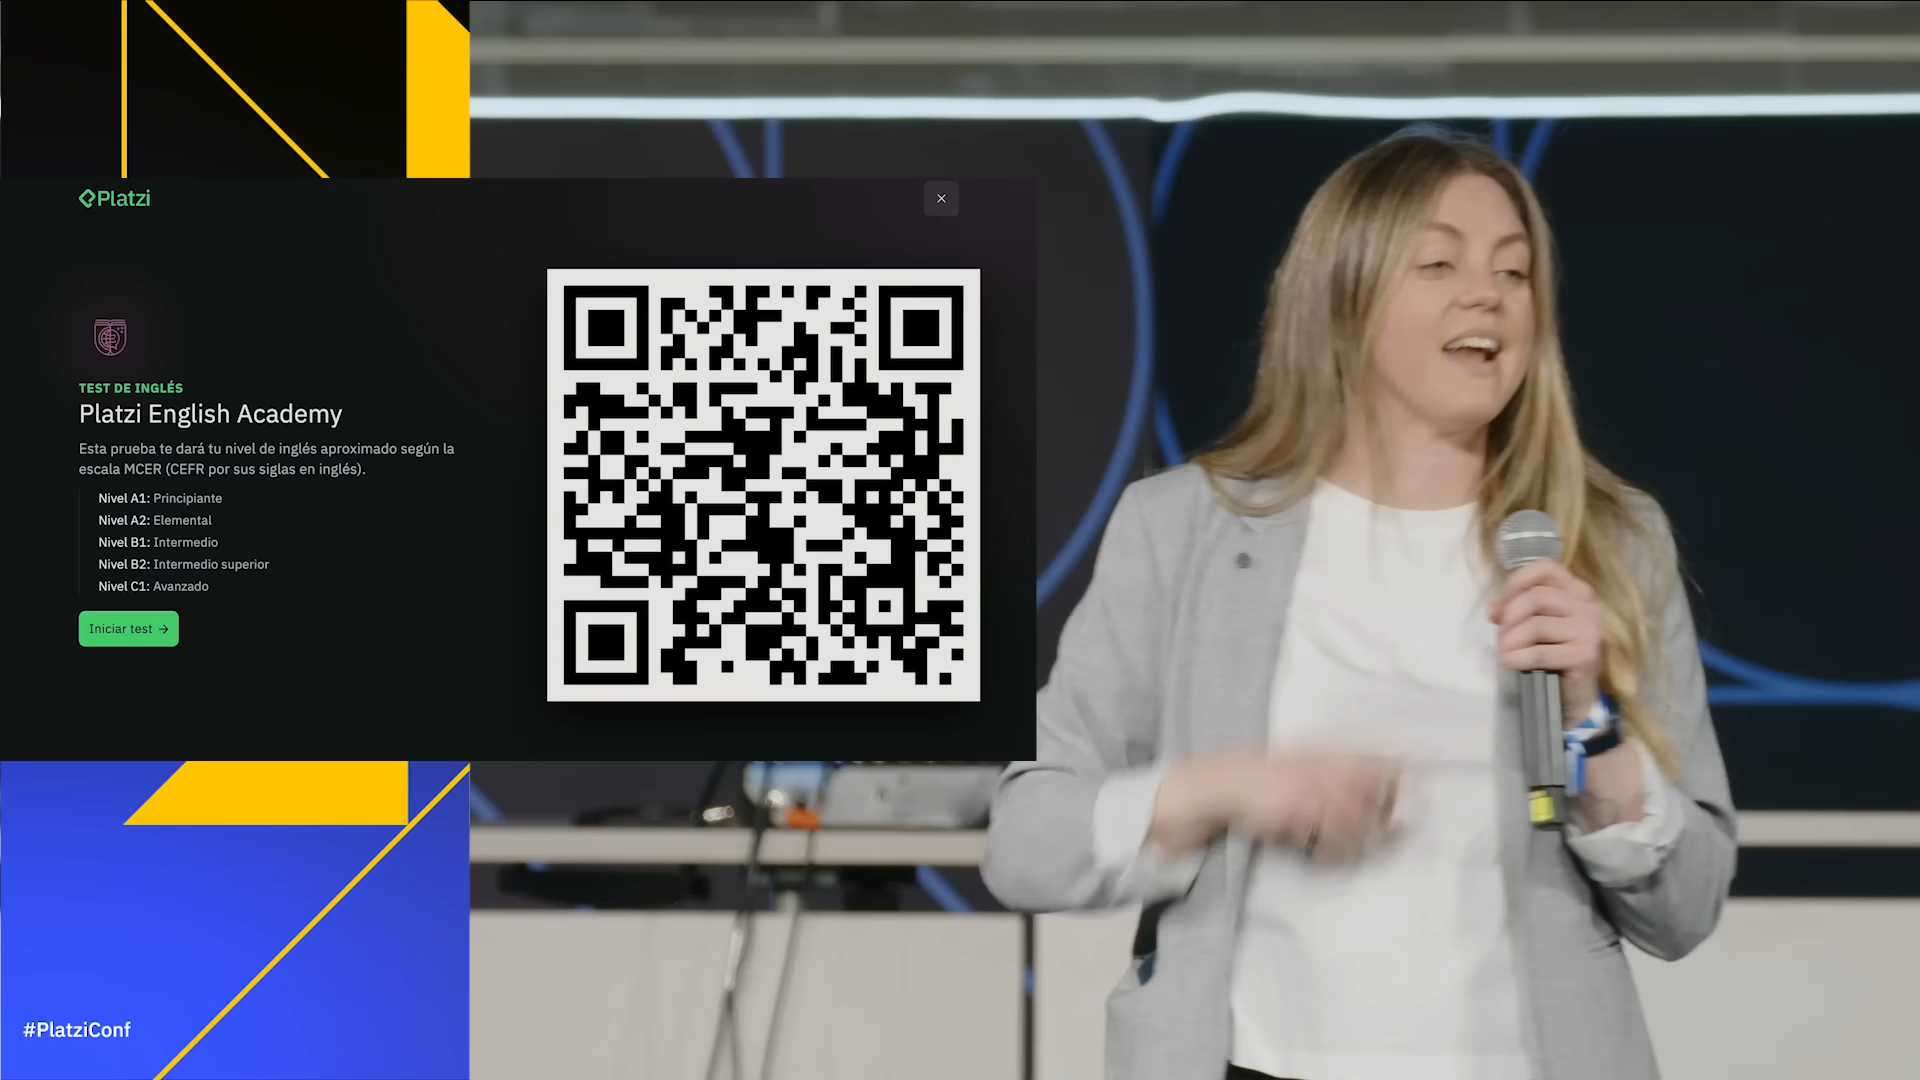 Platzi
TEST DE INGLÉS
Platzi English Academy
Esta prueba te dará tu nivel de inglés aproximado según la
escala MCER (CEFR por sus siglas en inglés).
Nivel A1: Principiante
Nivel A2: Elemental
Nivel B1: Intermedio
Nivel B2: Intermedio superior
Nivel C1: Avanzado
Iniciar test →
#PlatziConf